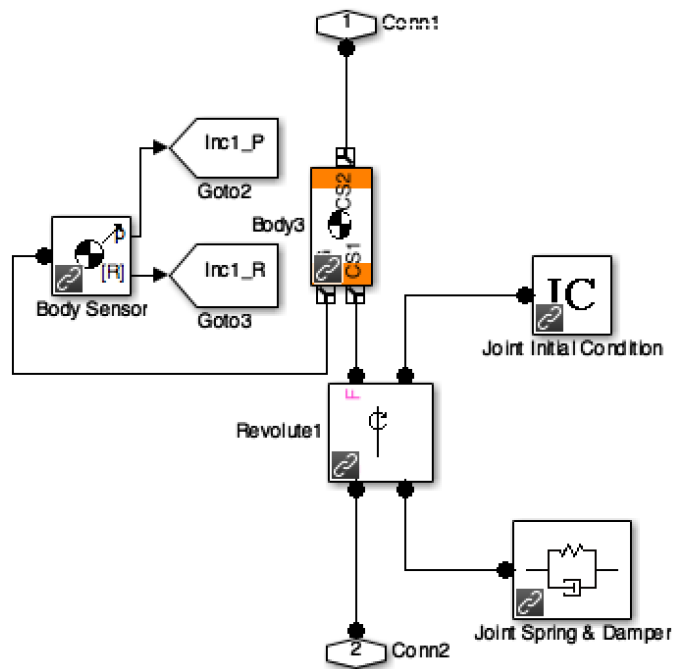 1
Conn1
Inc1_P
Goto2
CS2
Body3
p
[R]
Body Sensor
Inc1_R
Goto3
CS1
IC
Joint Initial Condition
F
Revolute1
Joint Spring & Damper
2
Conn2